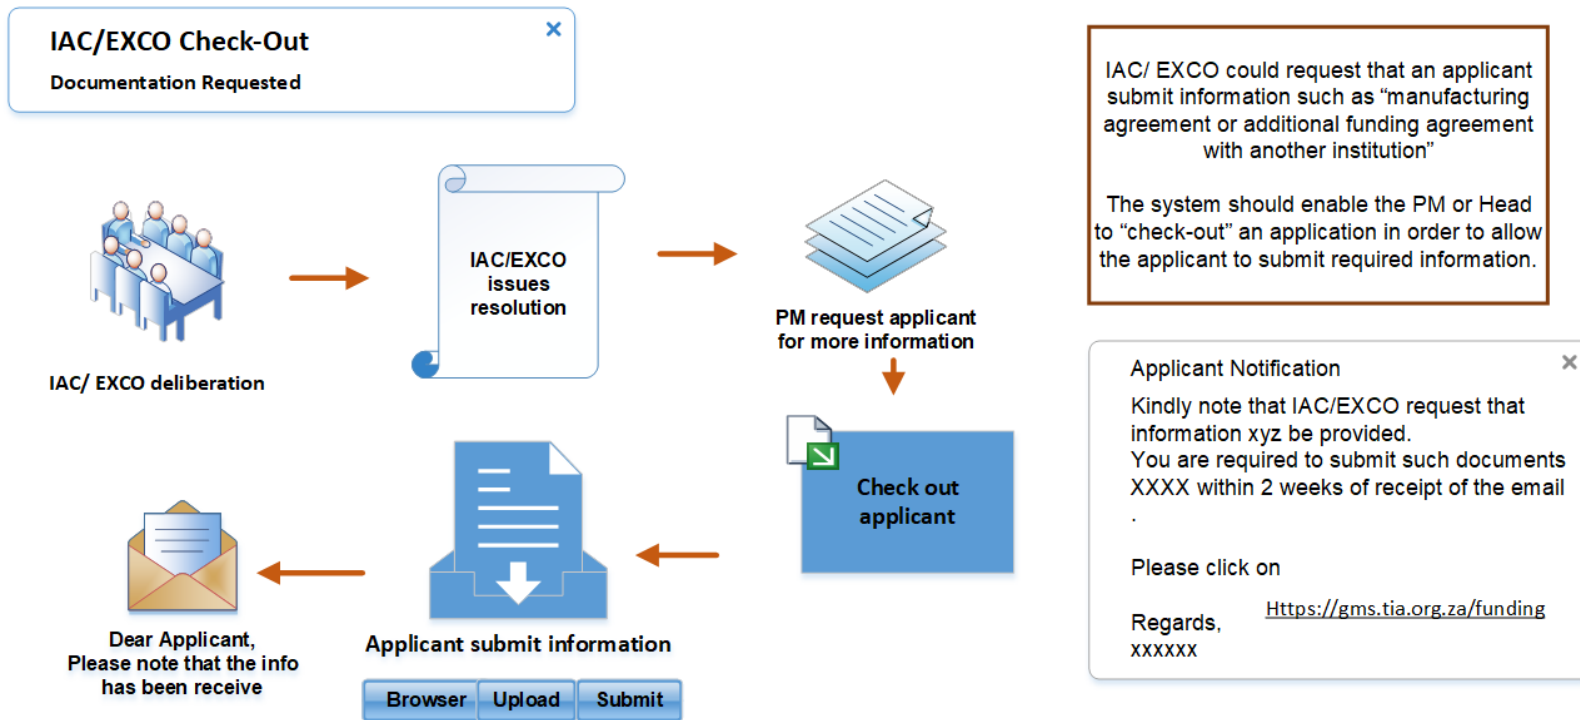 IAC/EXCO Check-Out
Documentation Requested
IAC/ EXCO deliberation
IAC/EXCO
issues
resolution
PM request applicant
for more information
Check out
applicant
Applicant submit information
Browser
Upload
Submit
Dear Applicant,
Please note that the info
has been receive
IAC/ EXCO could request that an applicant
submit information such as “manufacturing
agreement or additional funding agreement
with another institution”
The system should enable the PM or Head
to “check-out” an application in order to allow
the applicant to submit required information.
Applicant Notification
Kindly note that IAC/EXCO request that
information xyz be provided.
You are required to submit such documents
XXXX within 2 weeks of receipt of the email
.
Please click on
Https://gms.tia.org.za/funding
Regards,
xxxxxx